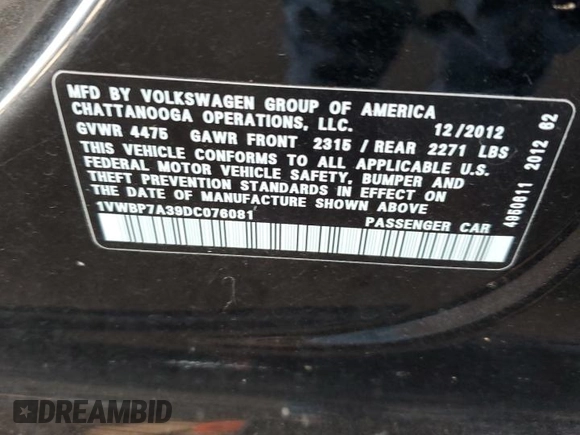 MFD BY VOLKSWAGEN GROUP OF AMERICA
CHATTANOOGA OPERATIONS, LLC. 12/2012
GVWR 4475 GAWR FRONT 2315 / REAR 2271 LBS
THIS VEHICLE CONFORMS TO ALL APPLICABLE U.S.
FEDERAL MOTOR VEHICLE SAFETY, BUMPER AND
THEFT PREVENTION STANDARDS IN EFFECT ON
THE DATE OF MANUFACTURE SHOWN ABOVE
1VWBP7A39DC076081 PASSENGER CAR
4950611 2012 62
DREAMBID